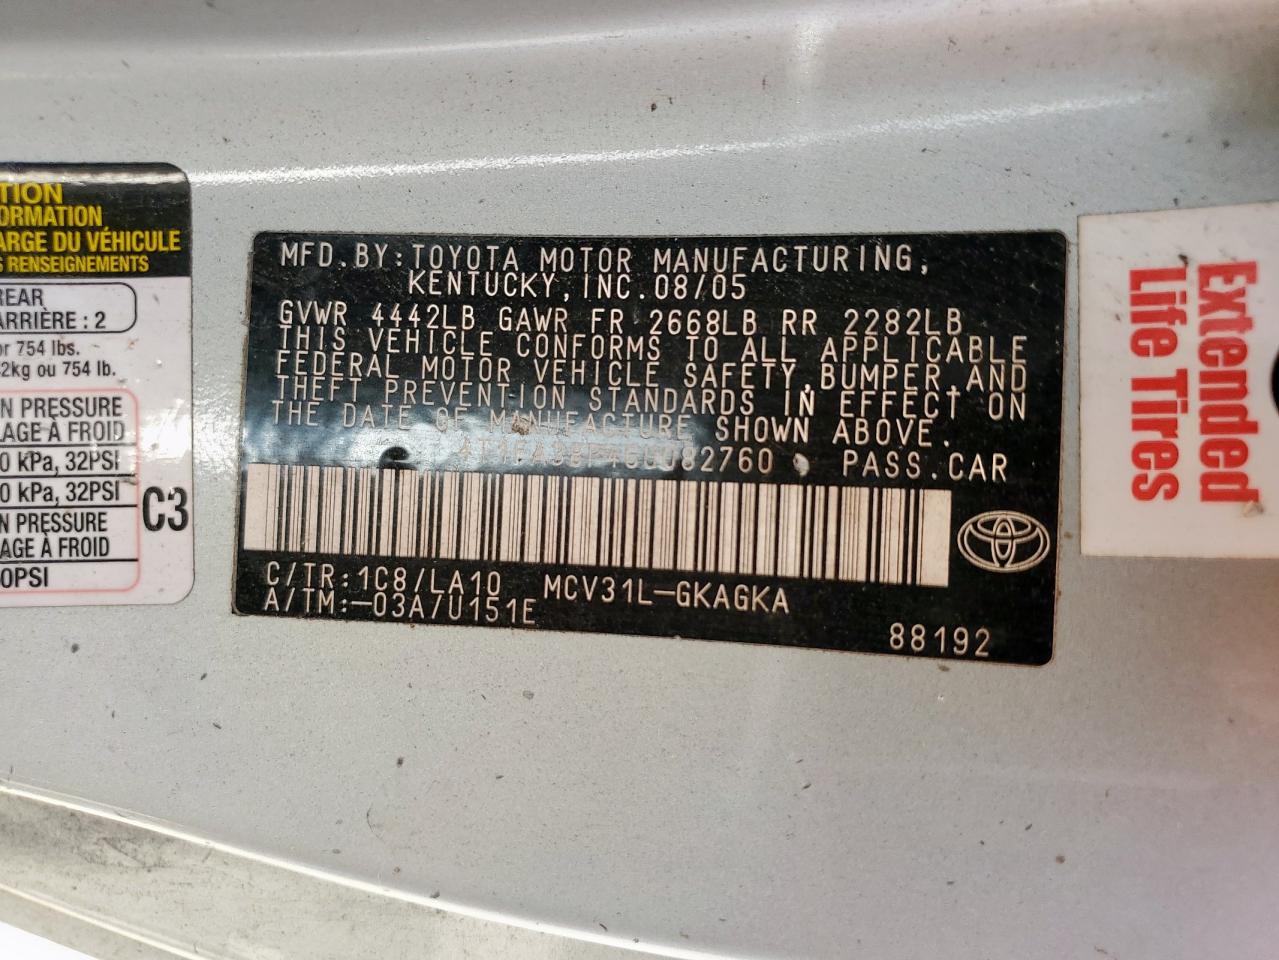 TION
ORMATION
ARGE DU VÉHICULE
S RENSEIGNEMENTS
REAR
ARRIÈRE : 2
or 754 lbs.
2kg ou 754 lb.
N PRESSURE
LAGE À FROID
0 kPa, 32PSI
0 kPa, 32PSI
N PRESSURE
LAGE À FROID
0PSI
C3
MFD.BY:TOYOTA MOTOR MANUFACTURING,
KENTUCKY,INC.08/05
GVWR 4442LB GAWR FR 2668LB RR 2282LB
THIS VEHICLE CONFORMS TO ALL APPLICABLE
FEDERAL MOTOR VEHICLE SAFETY,BUMPER,AND
THEFT PREVENTION STANDARDS IN EFFECT ON
THE DATE OF MANUFACTURE SHOWN ABOVE.
PASS.CAR
C/TR:1C8/LA10 MCV31L-GKAGKA
A/TM:-03A/U151E
88192
Extended
Life Tires